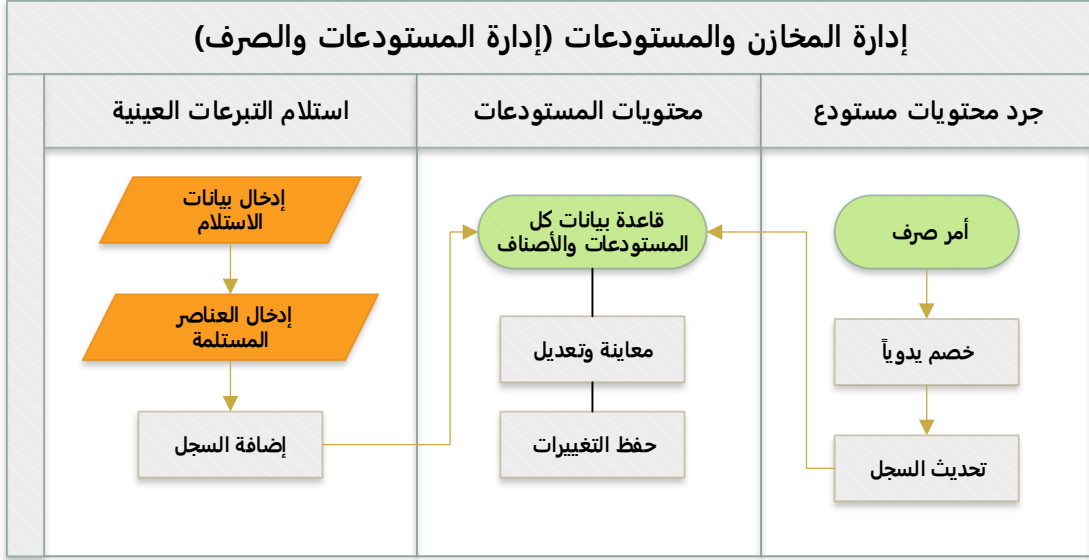 إدارة المخازن والمستودعات (إدارة المستودعات والصرف)
جرد محتويات مستودع
محتويات المستودعات
استلام التبرعات العينية
أمر صرف
خصم يدوياً
تحديث السجل
قاعدة بيانات كل
المستودعات والأصناف
معاينة وتعديل
حفظ التغييرات
إدخال بيانات
الاستلام
إدخال العناصر
المستلمة
إضافة السجل